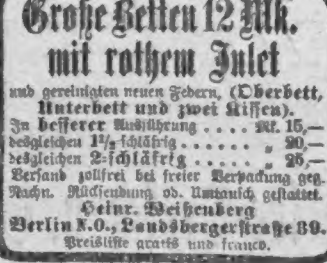 Große Betten 12 Mk.
mit rothem Inlet
und gereinigten neuen Federn, (Oberbett,
Unterbett und zwei Kissen).
In besserer Ausführung . . . . Mk. 15,—
desgleichen 1½-schläfrig . . . . . „ 20,—
desgleichen 2-schläfrig . . . . „ 25,—
Versand zollfrei bei freier Verpackung geg.
Nachn. Rücksendung od. Umtausch gestattet.
Heinr. Weißenberg
Berlin N.O., Landsbergerstraße 39.
Preisliste gratis und franco.